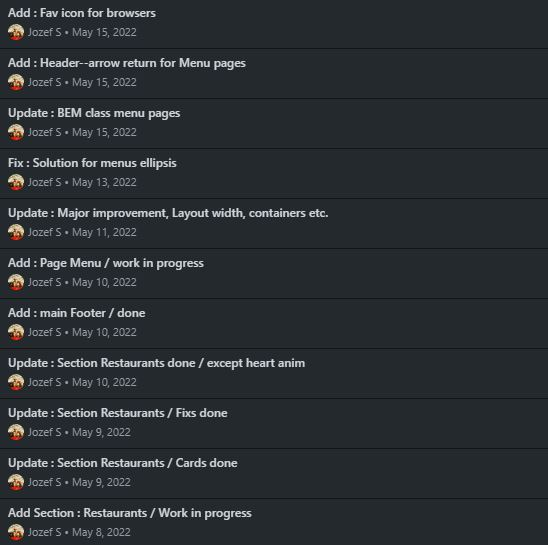 Add : Fav icon for browsers
Jozef S • May 15, 2022
Add : Header--arrow return for Menu pages
Jozef S • May 15, 2022
Update : BEM class menu pages
Jozef S • May 15, 2022
Fix : Solution for menus ellipsis
Jozef S • May 13, 2022
Update : Major improvement, Layout width, containers etc.
Jozef S • May 11, 2022
Add : Page Menu / work in progress
Jozef S • May 10, 2022
Add : main Footer / done
Jozef S • May 10, 2022
Update : Section Restaurants done / except heart anim
Jozef S • May 10, 2022
Update : Section Restaurants / Fixs done
Jozef S • May 9, 2022
Update : Section Restaurants / Cards done
Jozef S • May 9, 2022
Add Section : Restaurants / Work in progress
Jozef S • May 8, 2022